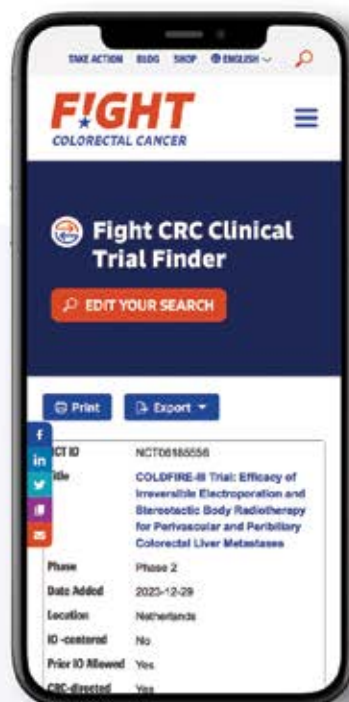 TAKE ACTION BLOG SHOP ENGLISH
F!GHT
COLORECTAL CANCER
Fight CRC Clinical
Trial Finder
EDIT YOUR SEARCH
Print Export
NCT ID NCT06185556
Title COLDFIRE-III Trial: Efficacy of
Irreversible Electroporation and
Stereotactic Body Radiotherapy
for Perivascular and Peribiliary
Colorectal Liver Metastases
Phase Phase 2
Date Added 2023-12-29
Location Netherlands
IO -centered No
Prior IO Allowed Yes
CRC-directed Yes